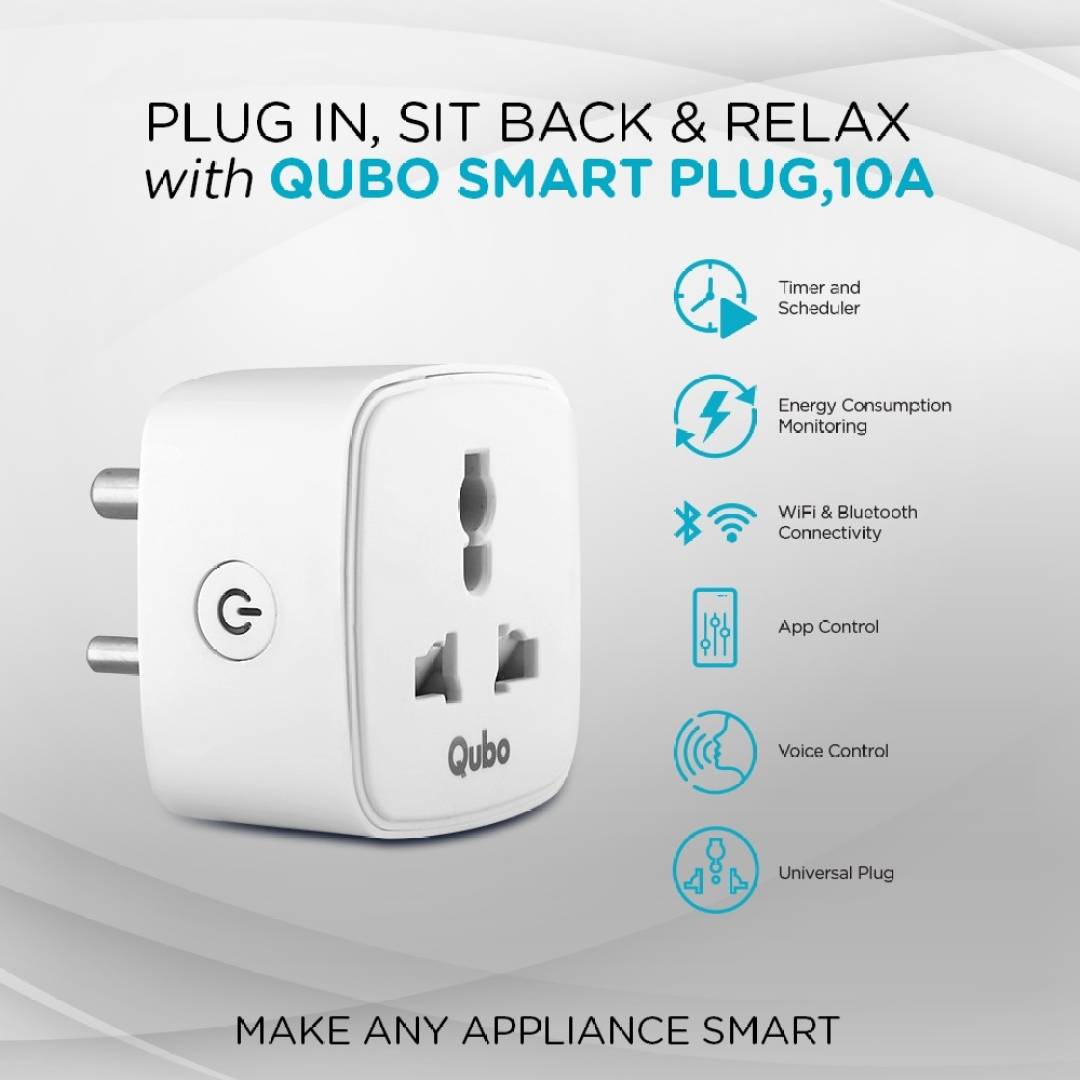 PLUG IN, SIT BACK & RELAX
with QUBO SMART PLUG,10A
Timer and
Scheduler
Energy Consumption
Monitoring
WiFi & Bluetooth
Connectivity
App Control
Qubo
Voice Control
Universal Plug
MAKE ANY APPLIANCE SMART